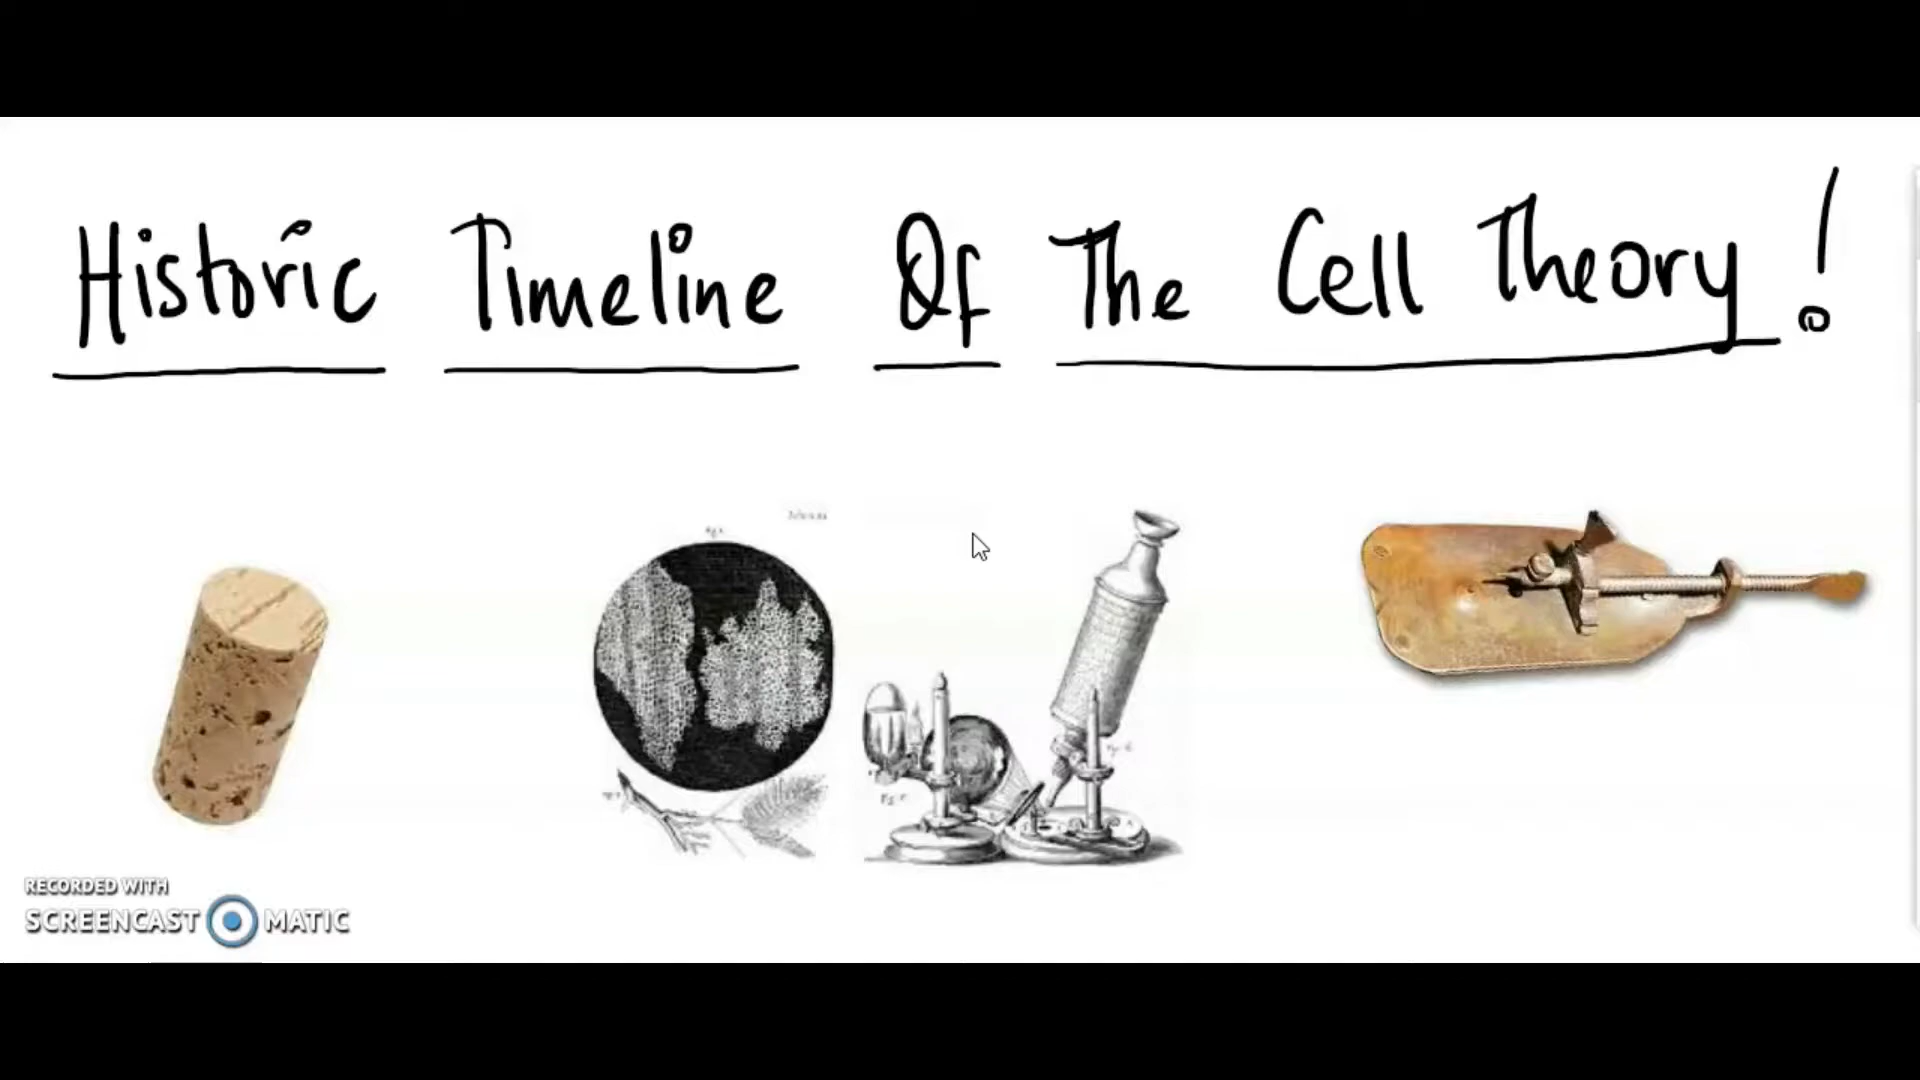 Historic Timeline Of The Cell Theory!
RECORDED WITH
SCREENCAST MATIC